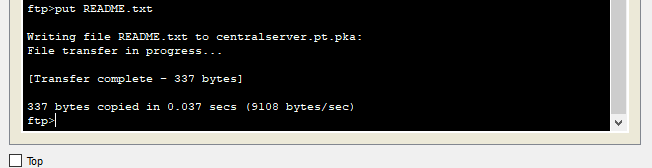 ftp>put README.txt
Writing file README.txt to centralserver.pt.pka:
File transfer in progress...
[Transfer complete - 337 bytes]
337 bytes copied in 0.037 secs (9108 bytes/sec)
ftp>
Top